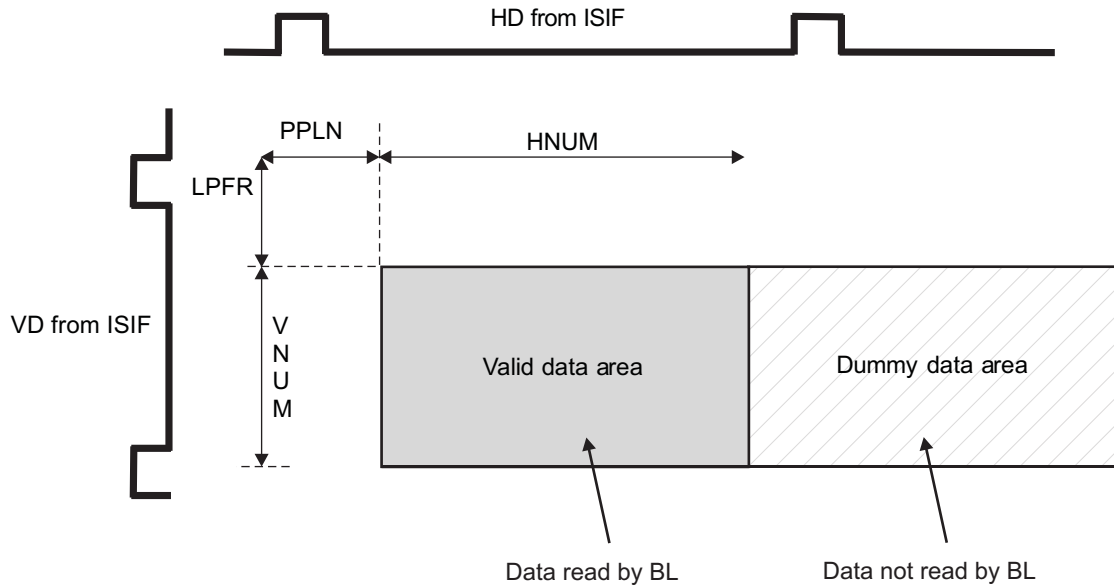 HD from ISIF
PPLN
HNUM
LPFR
VD from ISIF
V
N
U
M
Valid data area
Dummy data area
Data read by BL
Data not read by BL